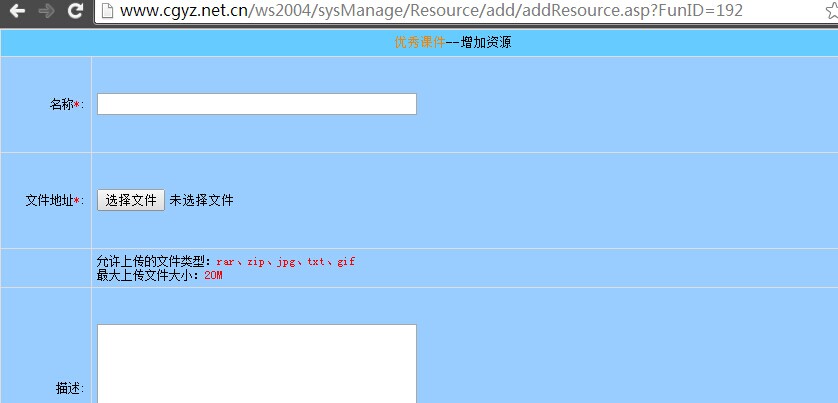 www.cgyz.net.cn/ws2004/sysManage/Resource/add/addResource.asp?FunID=192
优秀课件--增加资源
名称*:
文件地址*: 选择文件 未选择文件
允许上传的文件类型：rar、zip、jpg、txt、gif
最大上传文件大小：20M
描述: